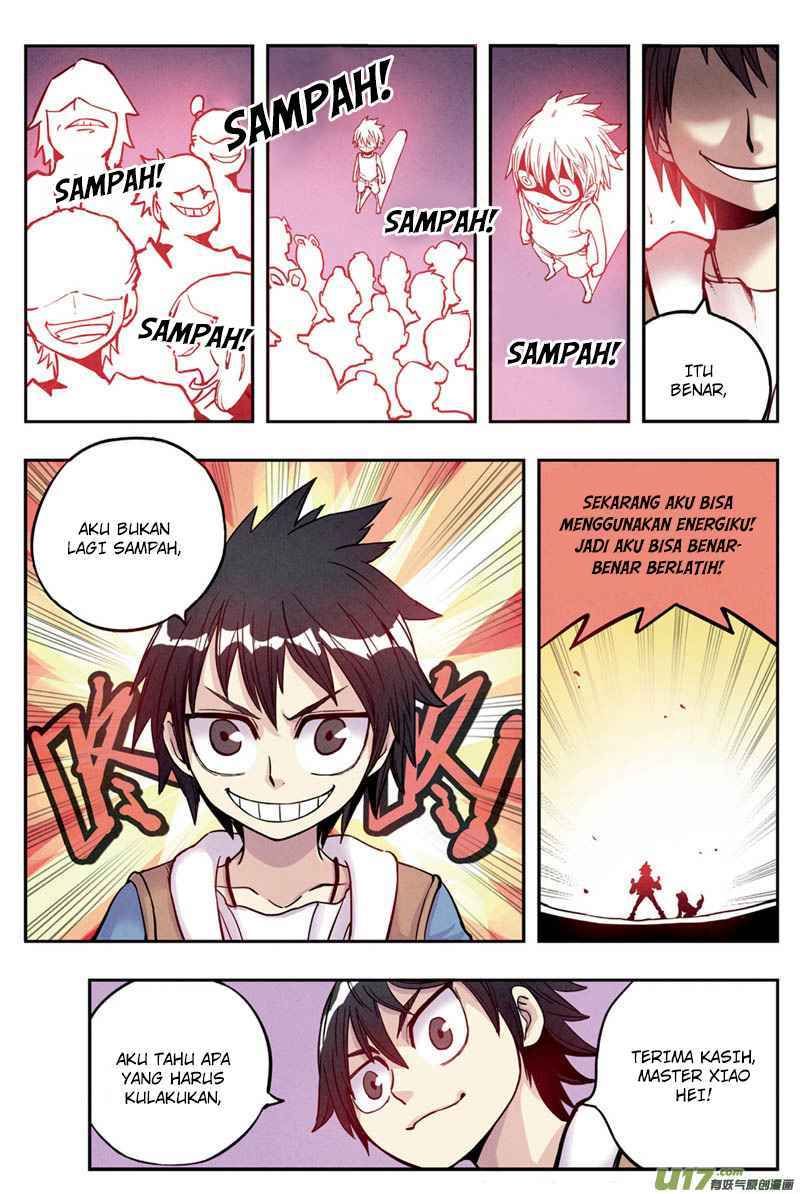 SAMPAH!
SAMPAH!
SAMPAH!
SAMPAH!
SAMPAH!
ITU
BENAR,
AKU BUKAN
LAGI SAMPAH,
SEKARANG AKU BISA
MENGGUNAKAN ENERGIKU!
JADI AKU BISA BENAR-
BENAR BERLATIH!
AKU TAHU APA
YANG HARUS
KULAKUKAN,
TERIMA KASIH,
MASTER XIAO
HEI!
U17.com
有妖气原创漫画